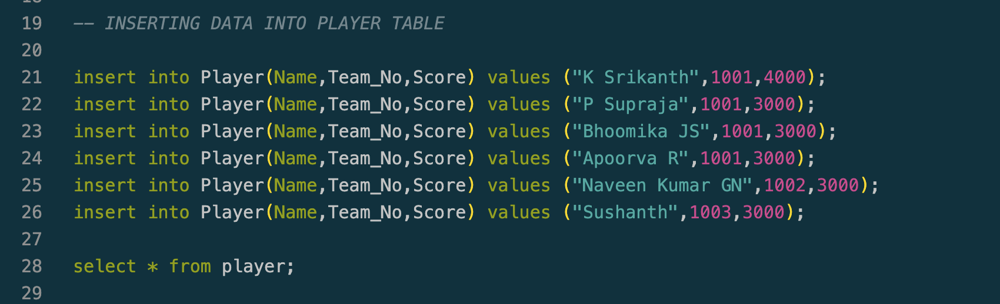 19 -- INSERTING DATA INTO PLAYER TABLE
20
21 insert into Player(Name,Team_No,Score) values ("K Srikanth",1001,4000);
22 insert into Player(Name,Team_No,Score) values ("P Supraja",1001,3000);
23 insert into Player(Name,Team_No,Score) values ("Bhoomika JS",1001,3000);
24 insert into Player(Name,Team_No,Score) values ("Apoorva R",1001,3000);
25 insert into Player(Name,Team_No,Score) values ("Naveen Kumar GN",1002,3000);
26 insert into Player(Name,Team_No,Score) values ("Sushanth",1003,3000);
27
28 select * from player;
29